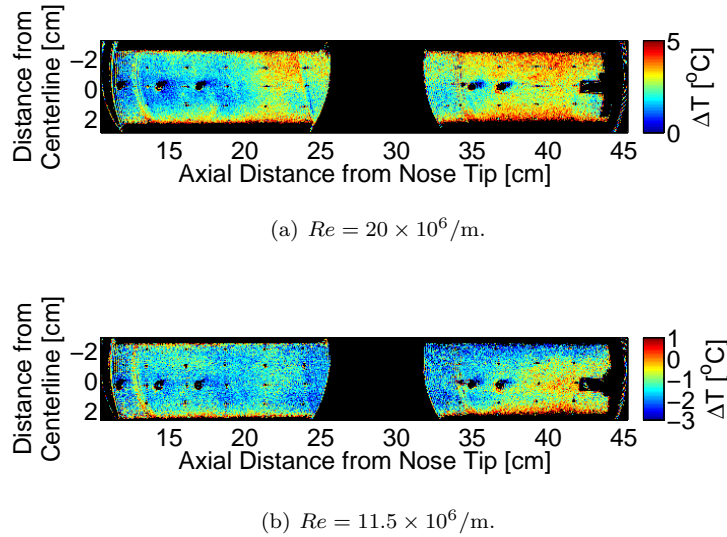 Distance from
Centerline [cm]
-2
0
2
15 20 25 30 35 40 45
Axial Distance from Nose Tip [cm]
5
0
ΔT [°C]
(a) Re = 20 × 10⁶/m.
Distance from
Centerline [cm]
-2
0
2
15 20 25 30 35 40 45
Axial Distance from Nose Tip [cm]
1
0
−1
−2
−3
ΔT [°C]
(b) Re = 11.5 × 10⁶/m.